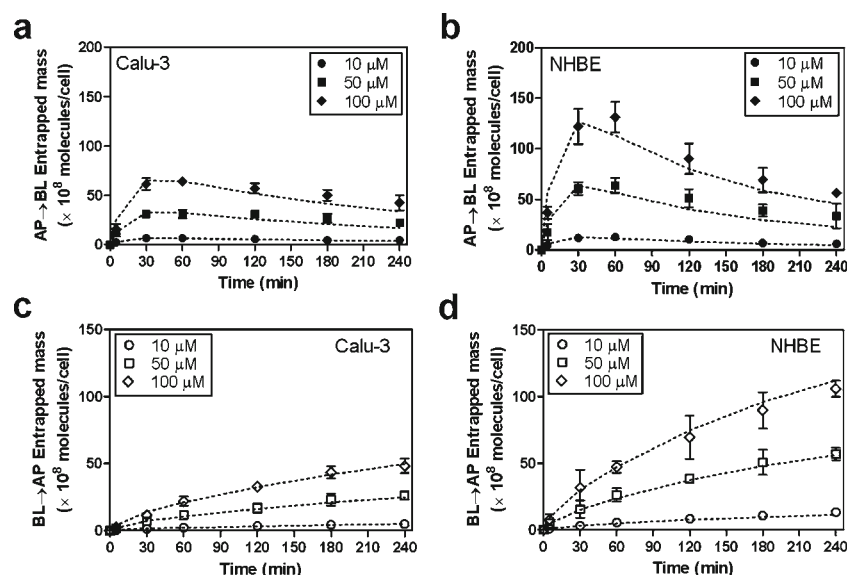 a
AP→BL Entrapped mass
(× 10⁸ molecules/cell)
200
150
100
50
0
Calu-3
10 μM
50 μM
100 μM
0 30 60 90 120 150 180 210 240
Time (min)
b
AP→BL Entrapped mass
(× 10⁸ molecules/cell)
200
150
100
50
0
NHBE
10 μM
50 μM
100 μM
0 30 60 90 120 150 180 210 240
Time (min)
c
BL→AP Entrapped mass
(× 10⁸ molecules/cell)
150
100
50
0
10 μM
50 μM
100 μM
Calu-3
0 30 60 90 120 150 180 210 240
Time (min)
d
BL→AP Entrapped mass
(× 10⁸ molecules/cell)
150
100
50
0
10 μM
50 μM
100 μM
NHBE
0 30 60 90 120 150 180 210 240
Time (min)